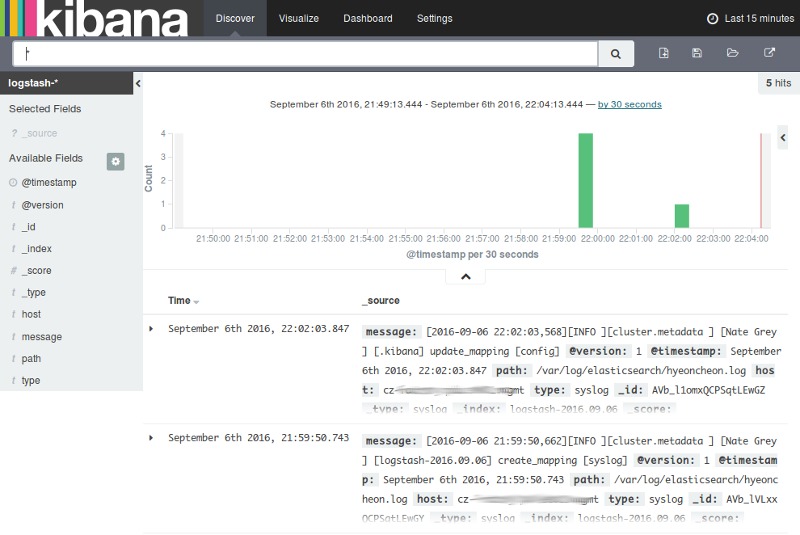 kibana
Discover Visualize Dashboard Settings Last 15 minutes
*
logstash-* 5 hits
Selected Fields
? _source
Available Fields
@timestamp
t @version
t _id
t _index
# _score
t _type
t host
t message
t path
t type
September 6th 2016, 21:49:13.444 - September 6th 2016, 22:04:13.444 — by 30 seconds
Count
4
3
2
1
0
21:50:00 21:51:00 21:52:00 21:53:00 21:54:00 21:55:00 21:56:00 21:57:00 21:58:00 21:59:00 22:00:00 22:01:00 22:02:00 22:03:00 22:04:00
@timestamp per 30 seconds
Time _source
September 6th 2016, 22:02:03.847 message: [2016-09-06 22:02:03,568][INFO ][cluster.metadata ] [Nate Grey
] [.kibana] update_mapping [config] @version: 1 @timestamp: September
6th 2016, 22:02:03.847 path: /var/log/elasticsearch/hyeoncheon.log hos
t: cz- mgmt type: syslog _id: AVb_l1omxQCPSqtLEwGZ
_type: syslog _index: logstash-2016.09.06 _score:
September 6th 2016, 21:59:50.743 message: [2016-09-06 21:59:50,662][INFO ][cluster.metadata ] [Nate Grey
] [logstash-2016.09.06] create_mapping [syslog] @version: 1 @timestam
p: September 6th 2016, 21:59:50.743 path: /var/log/elasticsearch/hyeonc
heon.log host: cz- mgmt type: syslog _id: AVb_lVLxx
QCPSqtLEwGY _type: syslog _index: logstash-2016.09.06 _score: